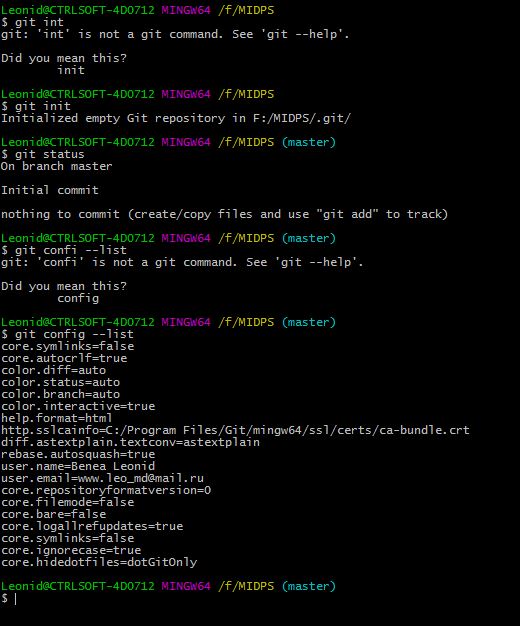 Leonid@CTRLSOFT-4DO712 MINGW64 /f/MIDPS
$ git int
git: 'int' is not a git command. See 'git --help'.
Did you mean this?
init
Leonid@CTRLSOFT-4DO712 MINGW64 /f/MIDPS
$ git init
Initialized empty Git repository in F:/MIDPS/.git/
Leonid@CTRLSOFT-4DO712 MINGW64 /f/MIDPS (master)
$ git status
On branch master
Initial commit
nothing to commit (create/copy files and use "git add" to track)
Leonid@CTRLSOFT-4DO712 MINGW64 /f/MIDPS (master)
$ git confi --list
git: 'confi' is not a git command. See 'git --help'.
Did you mean this?
config
Leonid@CTRLSOFT-4DO712 MINGW64 /f/MIDPS (master)
$ git config --list
core.symlinks=false
core.autocrlf=true
color.diff=auto
color.status=auto
color.branch=auto
color.interactive=true
help.format=html
http.sslcainfo=C:/Program Files/Git/mingw64/ssl/certs/ca-bundle.crt
diff.astextplain.textconv=astextplain
rebase.autosquash=true
user.name=Benea Leonid
user.email=www.leo_md@mail.ru
core.repositoryformatversion=0
core.filemode=false
core.bare=false
core.logallrefupdates=true
core.symlinks=false
core.ignorecase=true
core.hidedotfiles=dotGitOnly
Leonid@CTRLSOFT-4DO712 MINGW64 /f/MIDPS (master)
$